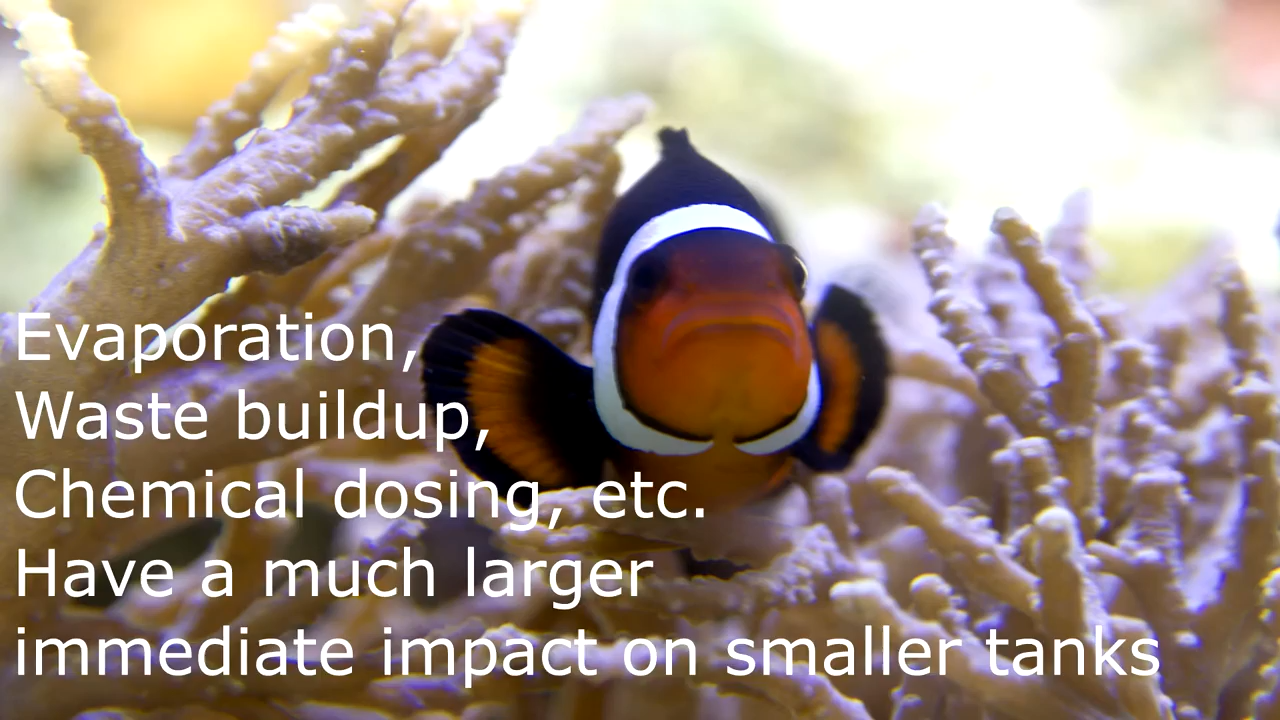 Evaporation,
Waste buildup,
Chemical dosing, etc.
Have a much larger
immediate impact on smaller tanks